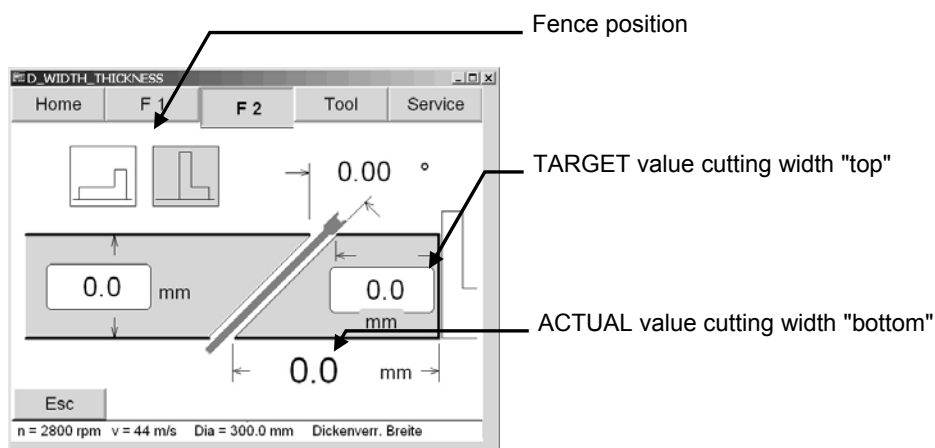 Fence position
D_WIDTH_THICKNESS
Home F 1 F 2 Tool Service
TARGET value cutting width "top"
0.00 °
0.0 mm
0.0
mm
ACTUAL value cutting width "bottom"
0.0 mm
Esc
n = 2800 rpm v = 44 m/s Dia = 300.0 mm Dickenverr. Breite